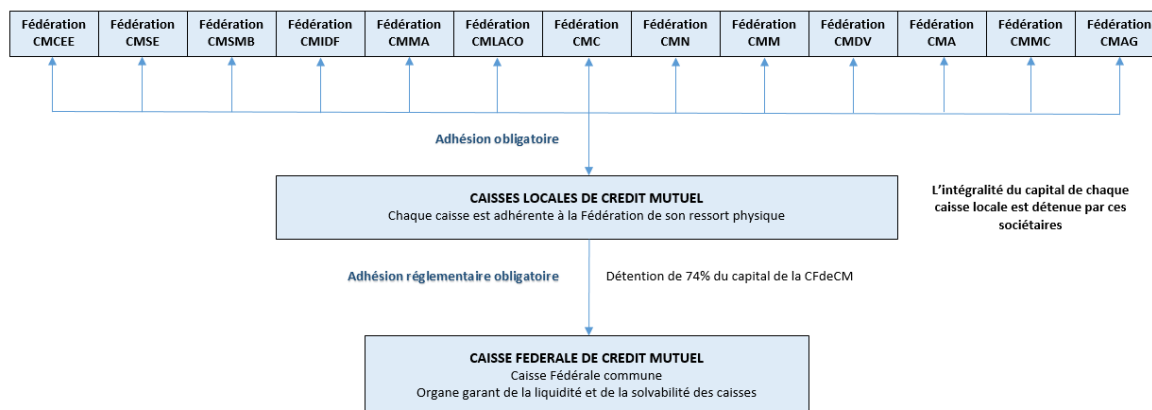 Fédération CMCEE
Fédération CMSE
Fédération CMSMB
Fédération CMIDF
Fédération CMMA
Fédération CMLACO
Fédération CMC
Fédération CMN
Fédération CMM
Fédération CMDV
Fédération CMA
Fédération CMMC
Fédération CMAG
Adhésion obligatoire
CAISSES LOCALES DE CREDIT MUTUEL
Chaque caisse est adhérente à la Fédération de son ressort physique
L'intégralité du capital de chaque
caisse locale est détenue par ces
sociétaires
Adhésion réglementaire obligatoire
Détention de 74% du capital de la CFdeCM
CAISSE FEDERALE DE CREDIT MUTUEL
Caisse Fédérale commune
Organe garant de la liquidité et de la solvabilité des caisses